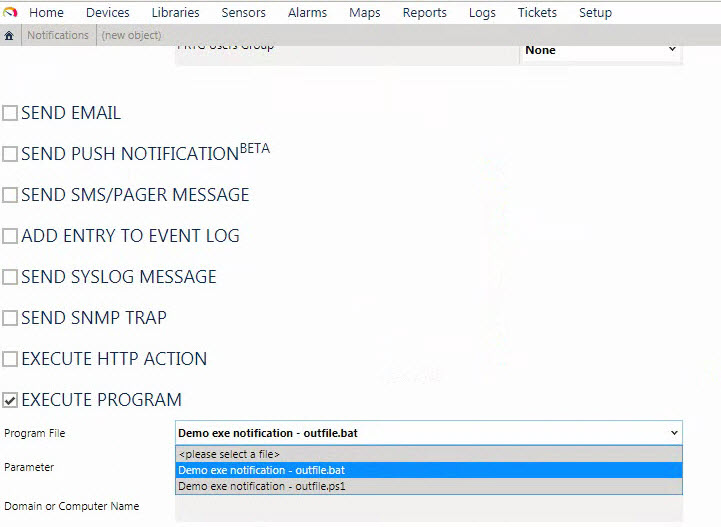 Home Devices Libraries Sensors Alarms Maps Reports Logs Tickets Setup
Notifications (new object)
PRTG Users Group None
SEND EMAIL
SEND PUSH NOTIFICATIONBETA
SEND SMS/PAGER MESSAGE
ADD ENTRY TO EVENT LOG
SEND SYSLOG MESSAGE
SEND SNMP TRAP
EXECUTE HTTP ACTION
EXECUTE PROGRAM
Program File Demo exe notification - outfile.bat
<please select a file>
Parameter Demo exe notification - outfile.bat
Demo exe notification - outfile.ps1
Domain or Computer Name